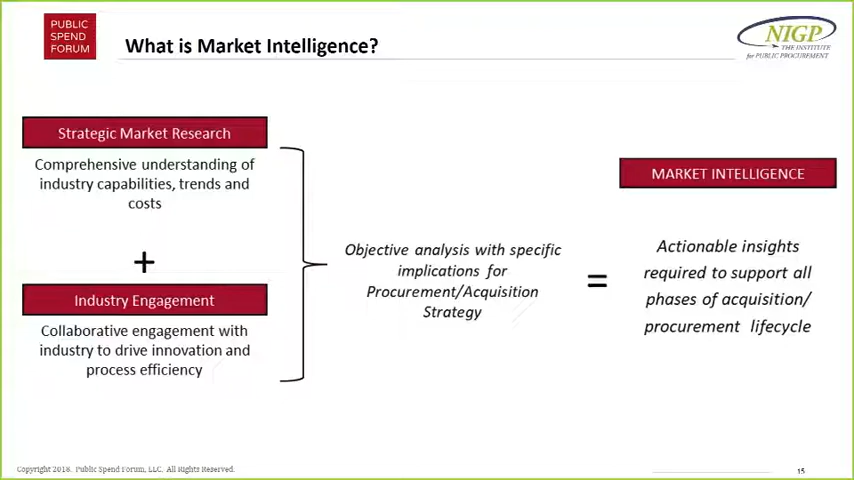 PUBLIC
SPEND
FORUM
What is Market Intelligence?
NIGP
THE INSTITUTE
for PUBLIC PROCUREMENT
Strategic Market Research
Comprehensive understanding of
industry capabilities, trends and
costs
+
Industry Engagement
Collaborative engagement with
industry to drive innovation and
process efficiency
Objective analysis with specific
implications for
Procurement/Acquisition
Strategy
=
MARKET INTELLIGENCE
Actionable insights
required to support all
phases of acquisition/
procurement lifecycle
Copyright 2018. Public Spend Forum, LLC. All Rights Reserved.
15